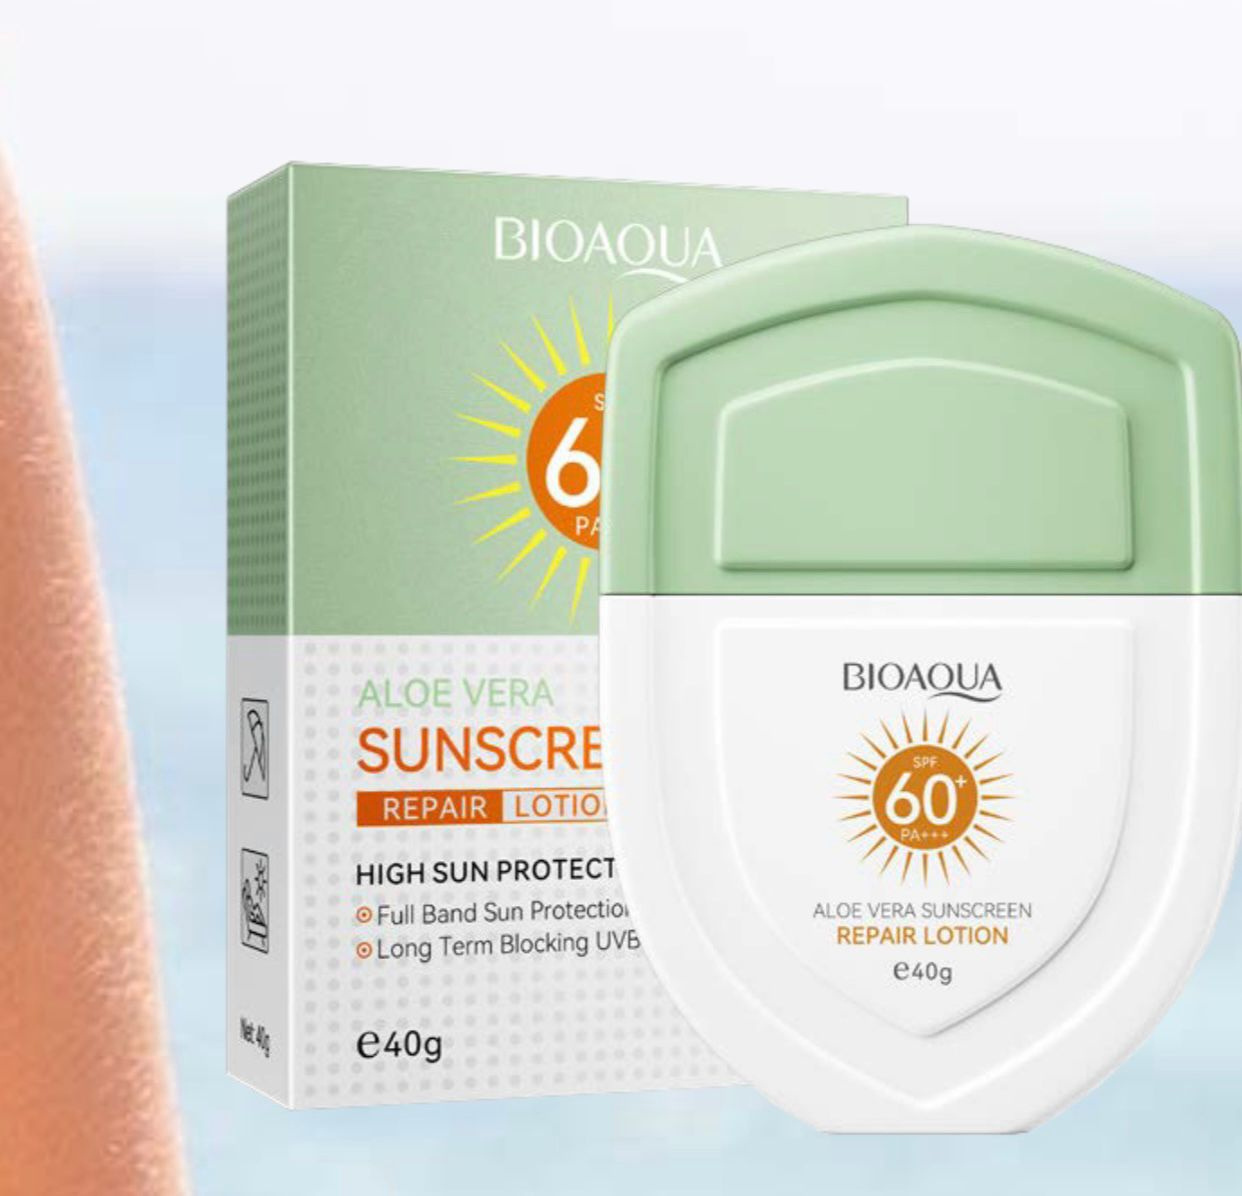 BIOAQUA
S
6
PA
ALOE VERA
SUNSCRE
REPAIR LOTIO
HIGH SUN PROTECT
Full Band Sun Protection
Long Term Blocking UVB
e40g
Net: 40g
BIOAQUA
SPF
60+
PA+++
ALOE VERA SUNSCREEN
REPAIR LOTION
e40g